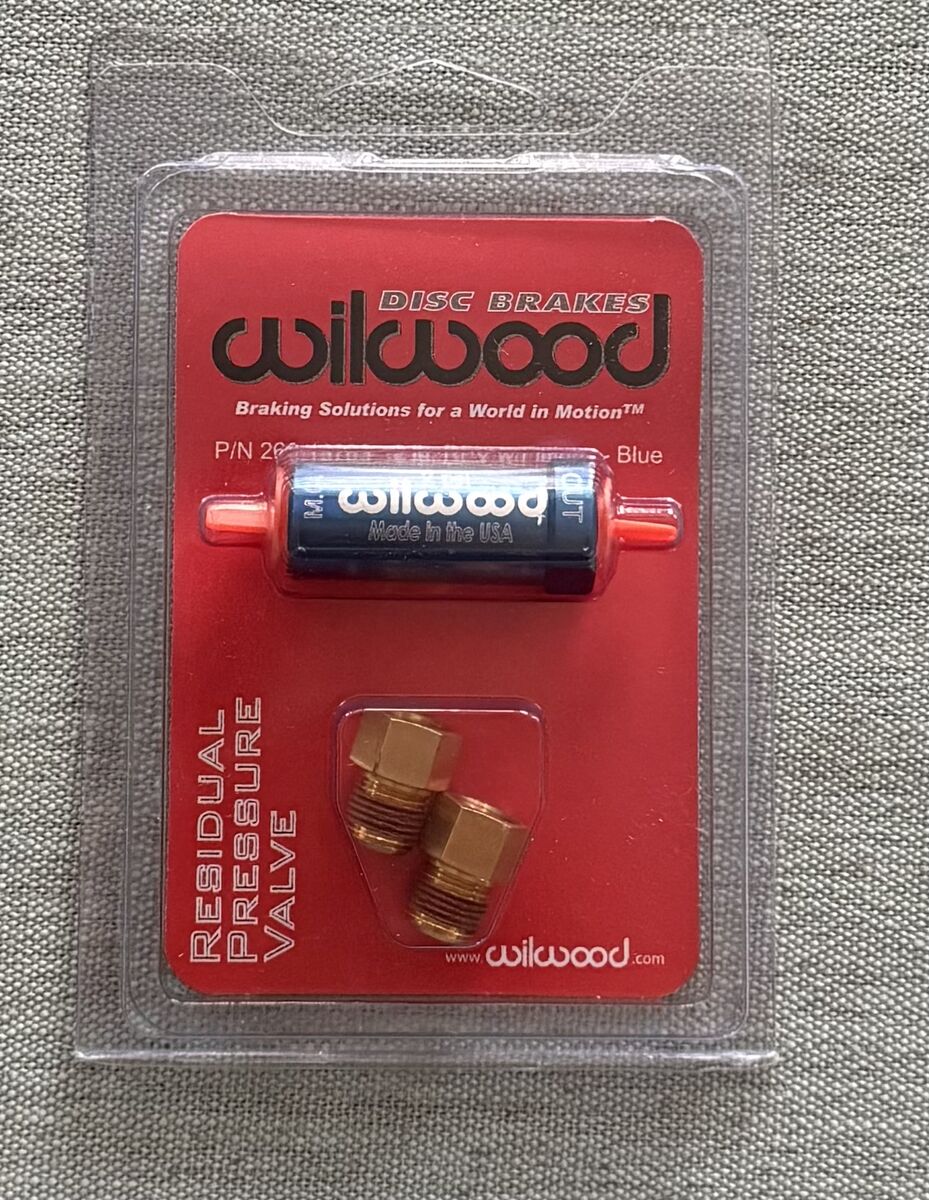 DISC BRAKES
wilwood
Braking Solutions for a World in Motion™
P/N 260 - Blue
M.
wilwood
OUT
Made in the USA
RESIDUAL
PRESSURE
VALVE
www.wilwood.com